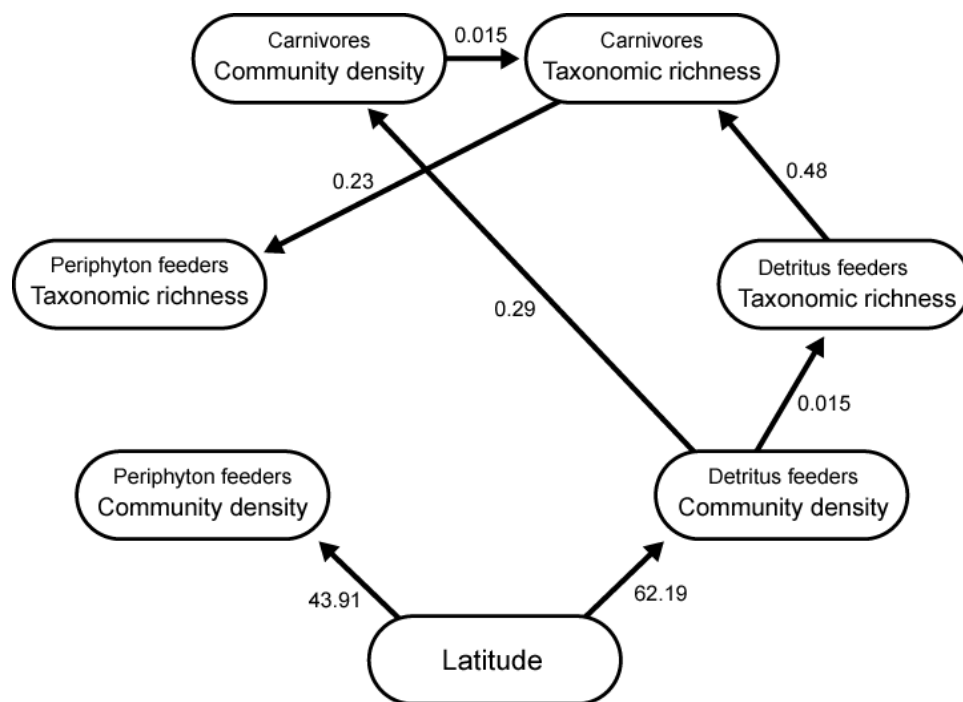 Carnivores
Community density
0.015
Carnivores
Taxonomic richness
0.23
0.48
Periphyton feeders
Taxonomic richness
Detritus feeders
Taxonomic richness
0.29
0.015
Periphyton feeders
Community density
Detritus feeders
Community density
43.91
62.19
Latitude